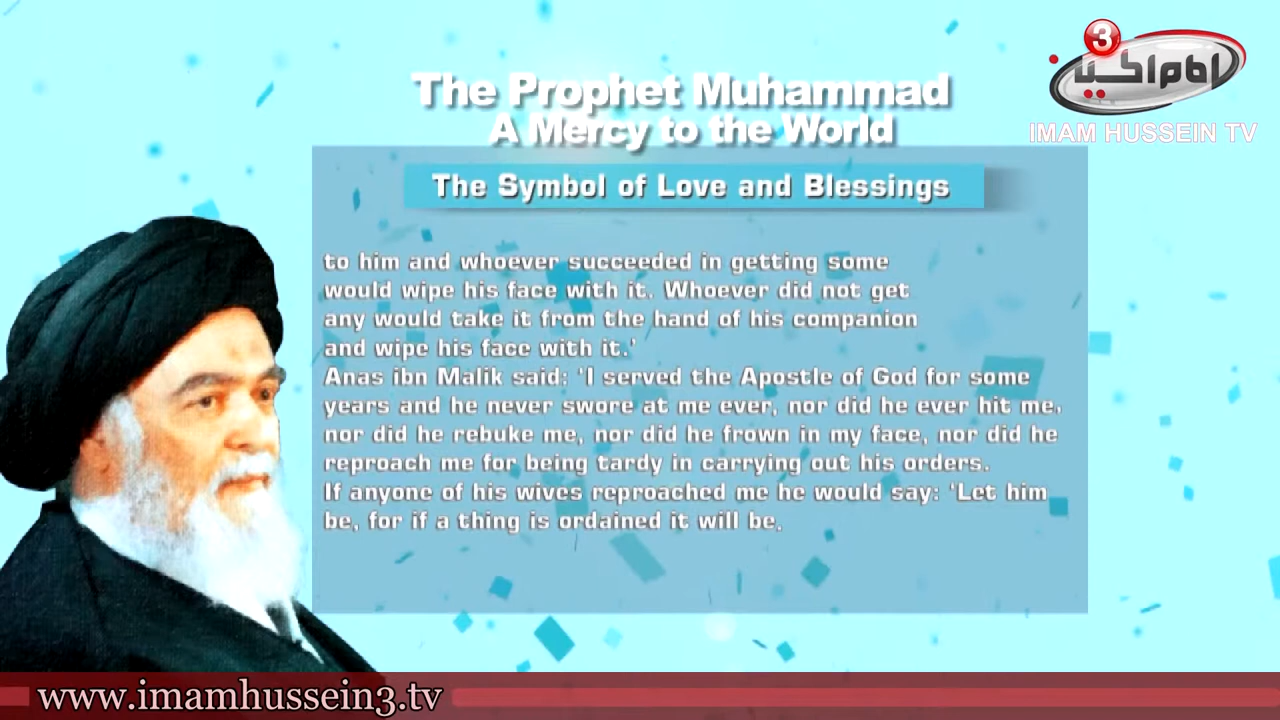 3
امام الحسين
IMAM HUSSEIN TV
The Prophet Muhammad
A Mercy to the World
The Symbol of Love and Blessings
to him and whoever succeeded in getting some
would wipe his face with it. Whoever did not get
any would take it from the hand of his companion
and wipe his face with it.'
Anas ibn Malik said: 'I served the Apostle of God for some
years and he never swore at me ever, nor did he ever hit me,
nor did he rebuke me, nor did he frown in my face, nor did he
reproach me for being tardy in carrying out his orders.
If anyone of his wives reproached me he would say: 'Let him
be, for if a thing is ordained it will be.
www.imamhussein3.tv